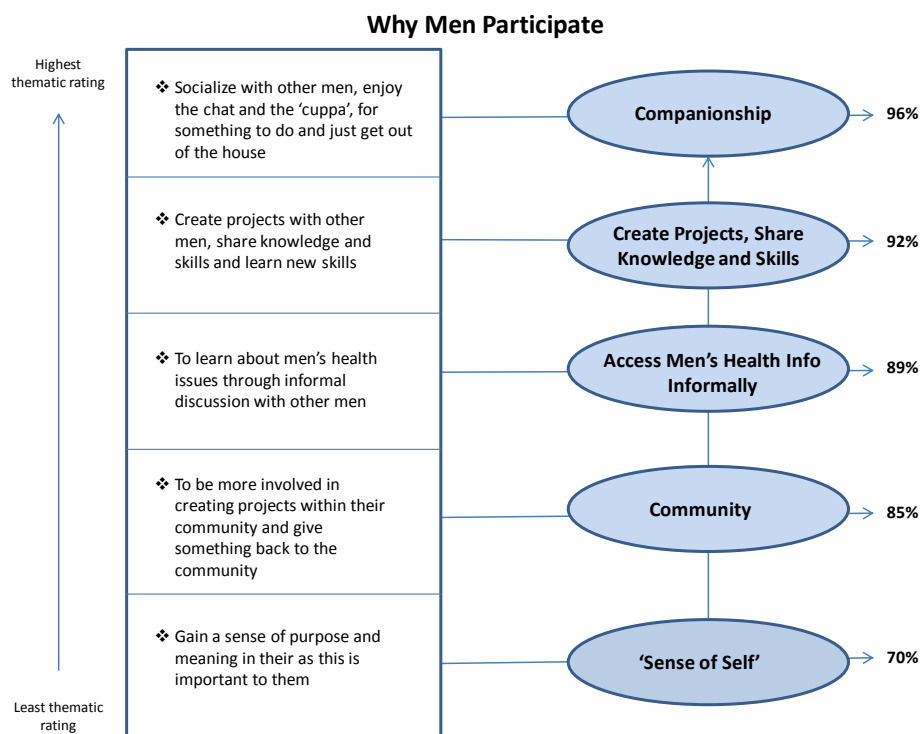 Why Men Participate
Highest
thematic rating
❖ Socialize with other men, enjoy
the chat and the ‘cuppa’, for
something to do and just get out
of the house
Companionship
96%
❖ Create projects with other
men, share knowledge and
skills and learn new skills
Create Projects, Share
Knowledge and Skills
92%
❖ To learn about men’s health
issues through informal
discussion with other men
Access Men’s Health Info
Informally
89%
❖ To be more involved in
creating projects within their
community and give
something back to the
community
Community
85%
❖ Gain a sense of purpose and
meaning in their as this is
important to them
‘Sense of Self’
70%
Least thematic
rating